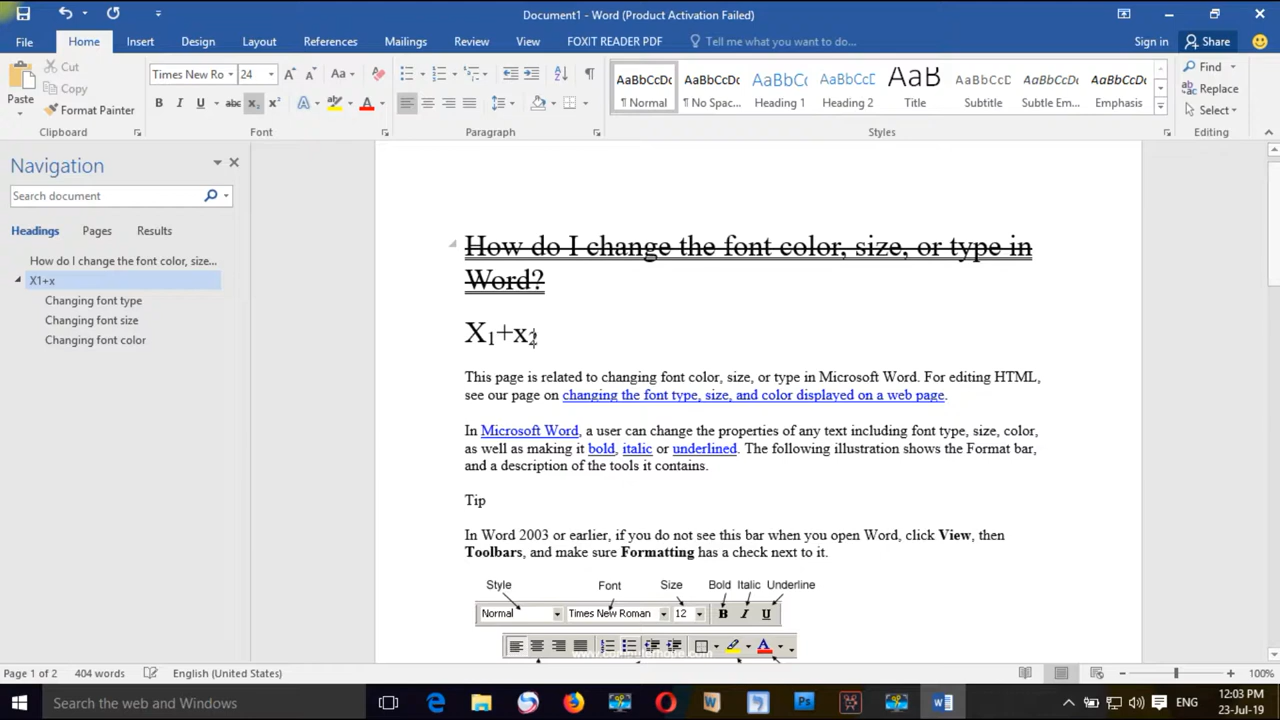 Document1 - Word (Product Activation Failed)
File Home Insert Design Layout References Mailings Review View FOXIT READER PDF Tell me what you want to do... Sign in Share
Cut
Copy
Paste
Format Painter
Clipboard
Times New Ro 24 Aa
B I U abc X₂ X²
Font
Paragraph
AaBbCcDc AaBbCcDc AaBbCc AaBbCcD AaB AaBbCcD AaBbCcDt AaBbCcDt
¶ Normal ¶ No Spac... Heading 1 Heading 2 Title Subtitle Subtle Em... Emphasis
Styles
Find
Replace
Select
Editing
Navigation
Search document
Headings Pages Results
How do I change the font color, size...
X1+x
Changing font type
Changing font size
Changing font color
How do I change the font color, size, or type in
Word?
X₁+x₂
This page is related to changing font color, size, or type in Microsoft Word. For editing HTML,
see our page on changing the font type, size, and color displayed on a web page.
In Microsoft Word, a user can change the properties of any text including font type, size, color,
as well as making it bold, italic or underlined. The following illustration shows the Format bar,
and a description of the tools it contains.
Tip
In Word 2003 or earlier, if you do not see this bar when you open Word, click View, then
Toolbars, and make sure Formatting has a check next to it.
Style Font Size Bold Italic Underline
Normal Times New Roman 12 B I U
Page 1 of 2 404 words English (United States) 100%
Search the Web and Windows
ENG
12:03 PM
23-Jul-19